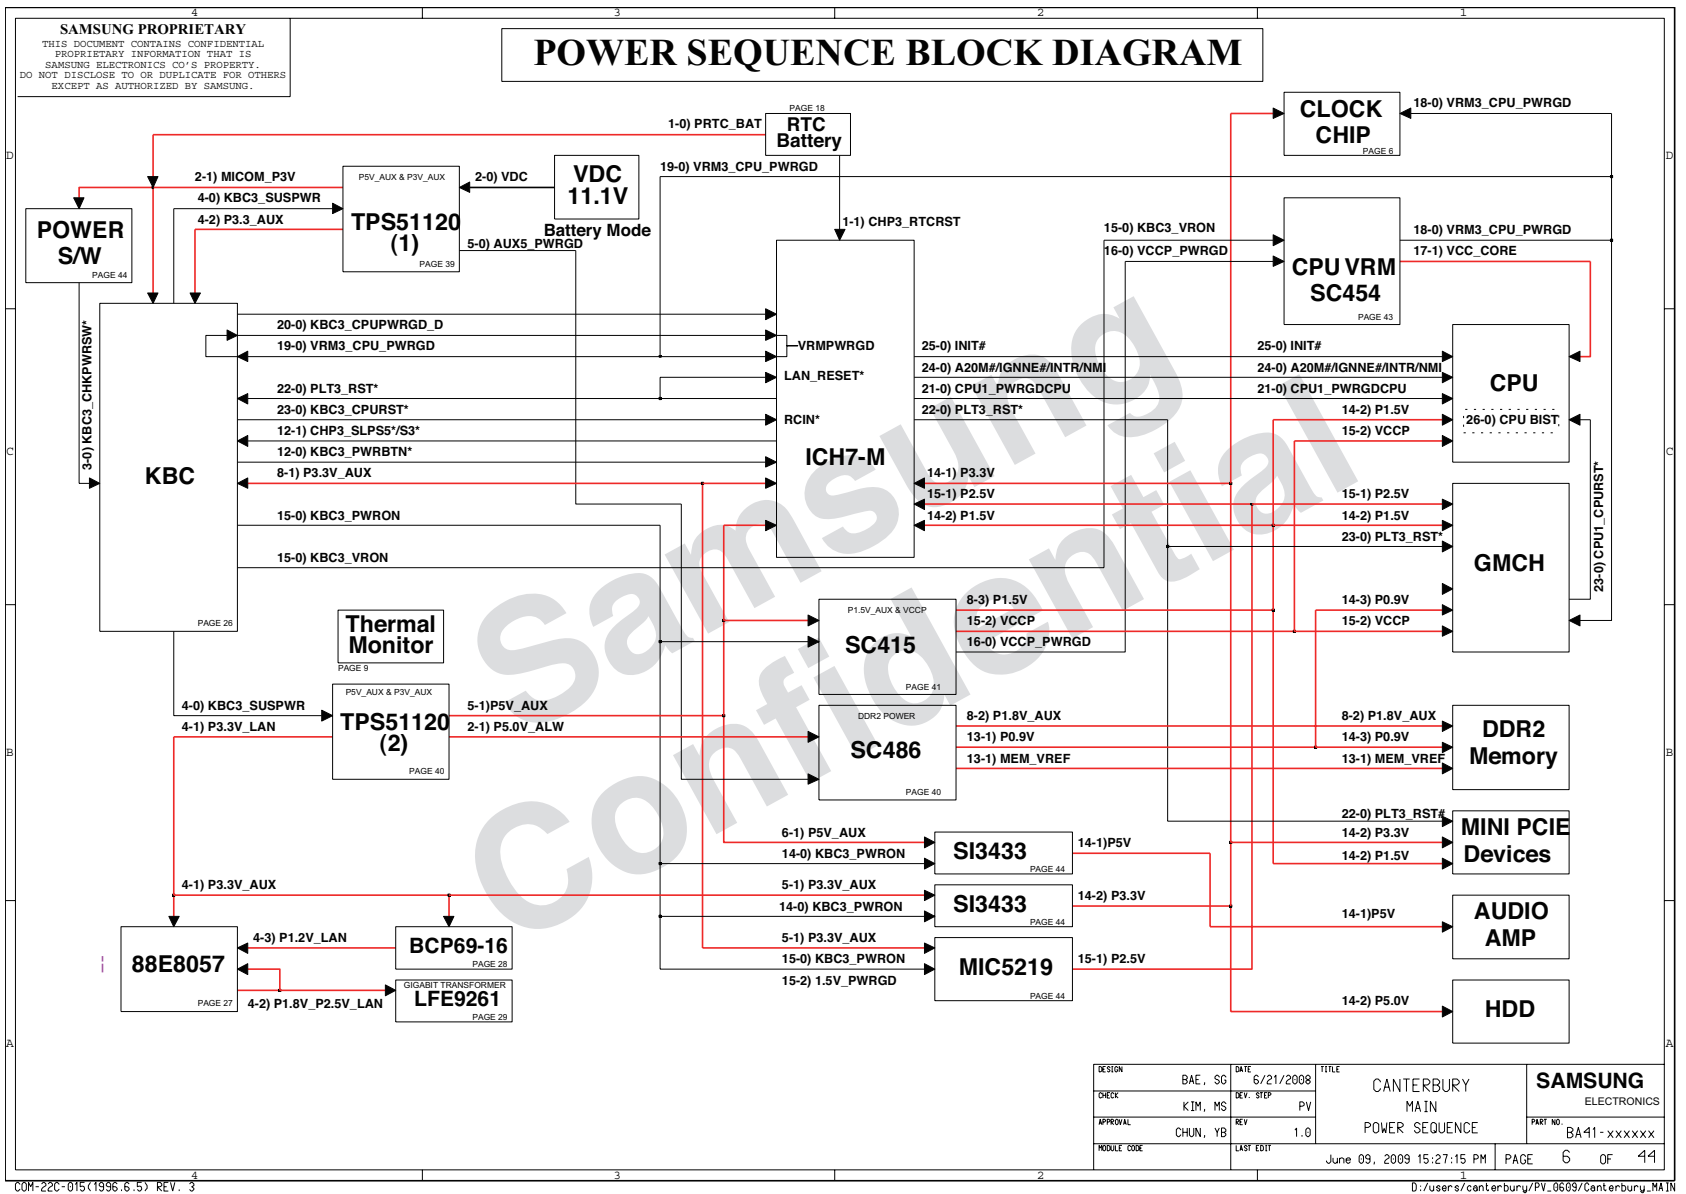 4 3 2 1
SAMSUNG PROPRIETARY
THIS DOCUMENT CONTAINS CONFIDENTIAL
PROPRIETARY INFORMATION THAT IS
SAMSUNG ELECTRONICS CO'S PROPERTY.
DO NOT DISCLOSE TO OR DUPLICATE FOR OTHERS
EXCEPT AS AUTHORIZED BY SAMSUNG.
POWER SEQUENCE BLOCK DIAGRAM
D
D
1-0) PRTC_BAT
PAGE 18
RTC
Battery
CLOCK
CHIP
PAGE 6
18-0) VRM3_CPU_PWRGD
19-0) VRM3_CPU_PWRGD
2-1) MICOM_P3V
4-0) KBC3_SUSPWR
4-2) P3.3_AUX
P5V_AUX & P3V_AUX
TPS51120
(1)
PAGE 39
2-0) VDC
VDC
11.1V
Battery Mode
5-0) AUX5_PWRGD
POWER
S/W
PAGE 44
1-1) CHP3_RTCRST
15-0) KBC3_VRON
16-0) VCCP_PWRGD
CPU VRM
SC454
PAGE 43
18-0) VRM3_CPU_PWRGD
17-1) VCC_CORE
3-0) KBC3_CHKPWRSW*
KBC
PAGE 26
20-0) KBC3_CPUPWRGD_D
19-0) VRM3_CPU_PWRGD
22-0) PLT3_RST*
23-0) KBC3_CPURST*
12-1) CHP3_SLPS5*/S3*
12-0) KBC3_PWRBTN*
8-1) P3.3V_AUX
15-0) KBC3_PWRON
15-0) KBC3_VRON
VRMPWRGD
LAN_RESET*
RCIN*
ICH7-M
25-0) INIT#
24-0) A20M#/IGNNE#/INTR/NMI
21-0) CPU1_PWRGDCPU
22-0) PLT3_RST*
14-1) P3.3V
15-1) P2.5V
14-2) P1.5V
25-0) INIT#
24-0) A20M#/IGNNE#/INTR/NMI
21-0) CPU1_PWRGDCPU
14-2) P1.5V
15-2) VCCP
CPU
26-0) CPU BIST
C
C
15-1) P2.5V
14-2) P1.5V
23-0) PLT3_RST*
14-3) P0.9V
15-2) VCCP
GMCH
23-0) CPU1_CPURST*
Samsung
Confidential
Thermal
Monitor
PAGE 9
P1.5V_AUX & VCCP
SC415
PAGE 41
8-3) P1.5V
15-2) VCCP
16-0) VCCP_PWRGD
4-0) KBC3_SUSPWR
4-1) P3.3V_LAN
P5V_AUX & P3V_AUX
TPS51120
(2)
PAGE 40
5-1)P5V_AUX
2-1) P5.0V_ALW
DDR2 POWER
SC486
PAGE 40
8-2) P1.8V_AUX
13-1) P0.9V
13-1) MEM_VREF
8-2) P1.8V_AUX
14-3) P0.9V
13-1) MEM_VREF
DDR2
Memory
B
B
22-0) PLT3_RST#
14-2) P3.3V
14-2) P1.5V
MINI PCIE
Devices
6-1) P5V_AUX
14-0) KBC3_PWRON
SI3433
PAGE 44
14-1)P5V
5-1) P3.3V_AUX
14-0) KBC3_PWRON
SI3433
PAGE 44
14-2) P3.3V
5-1) P3.3V_AUX
15-0) KBC3_PWRON
15-2) 1.5V_PWRGD
MIC5219
PAGE 44
15-1) P2.5V
14-1)P5V
AUDIO
AMP
4-1) P3.3V_AUX
4-3) P1.2V_LAN
BCP69-16
PAGE 28
88E8057
PAGE 27
4-2) P1.8V_P2.5V_LAN
GIGABIT TRANSFORMER
LFE9261
PAGE 29
14-2) P5.0V
HDD
A
A
DESIGN BAE, SG
DATE 6/21/2008
CHECK KIM, MS
DEV. STEP PV
APPROVAL CHUN, YB
REV 1.0
MODULE CODE
LAST EDIT June 09, 2009 15:27:15 PM
TITLE
CANTERBURY
MAIN
POWER SEQUENCE
SAMSUNG
ELECTRONICS
PART NO. BA41-xxxxxx
PAGE 6 OF 44
4 3 2 1
COM-22C-015(1996.6.5) REV. 3
D:/users/canterbury/PV_0609/Canterbury_MAIN